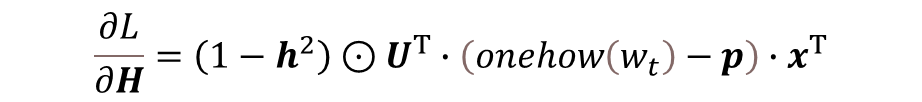 ∂L/∂H = (1 − h²) ⊙ Uᵀ · (onehow(wₜ) − p) · xᵀ